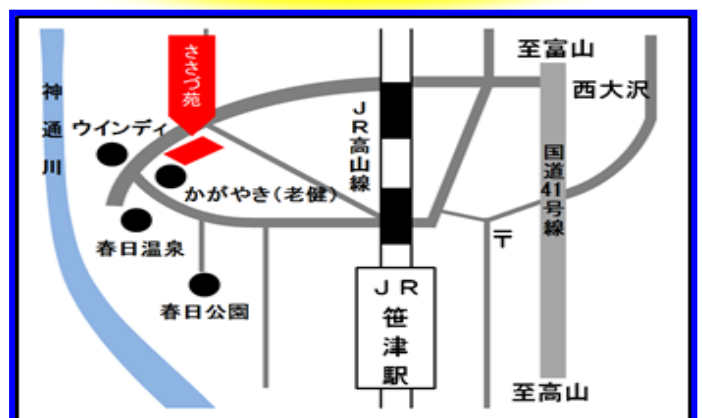 至富山
西大沢
ささづ苑
神通川
ウインディ
JR高山線
国道41号線
かがやき(老健)
〒
春日温泉
春日公園
JR
笹津駅
至高山